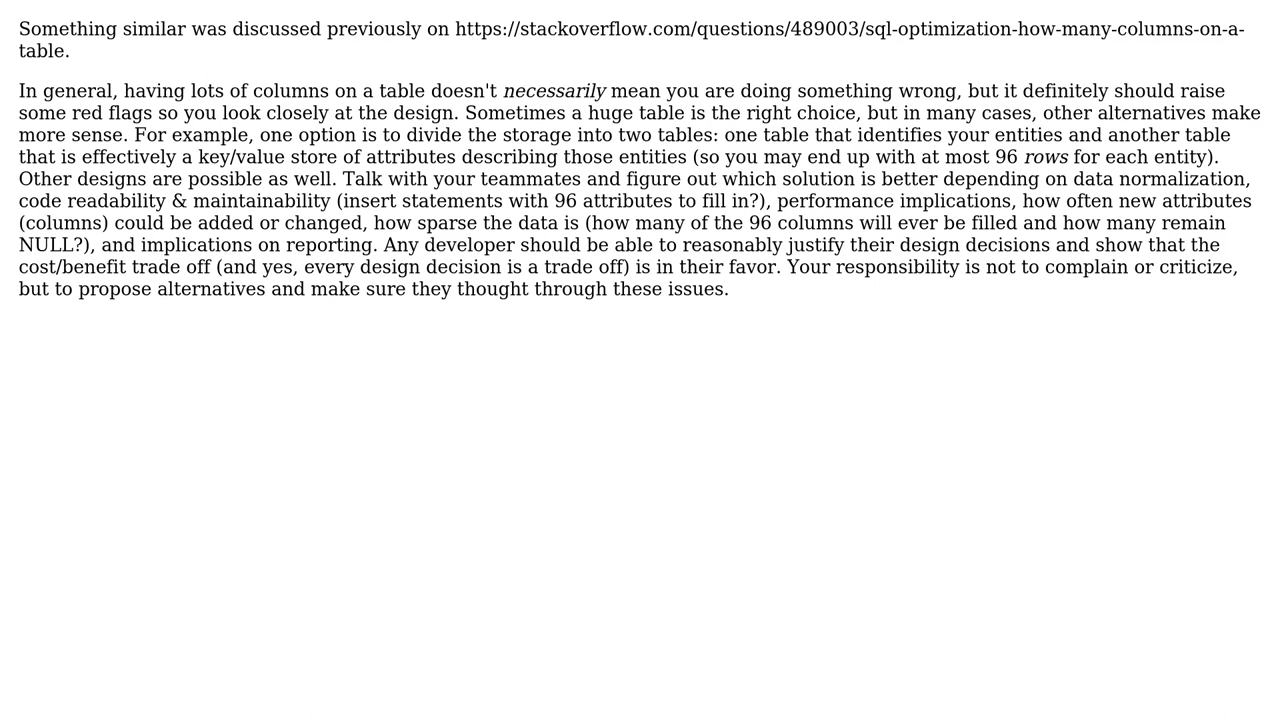 Something similar was discussed previously on https://stackoverflow.com/questions/489003/sql-optimization-how-many-columns-on-a-
table.
In general, having lots of columns on a table doesn't necessarily mean you are doing something wrong, but it definitely should raise
some red flags so you look closely at the design. Sometimes a huge table is the right choice, but in many cases, other alternatives make
more sense. For example, one option is to divide the storage into two tables: one table that identifies your entities and another table
that is effectively a key/value store of attributes describing those entities (so you may end up with at most 96 rows for each entity).
Other designs are possible as well. Talk with your teammates and figure out which solution is better depending on data normalization,
code readability & maintainability (insert statements with 96 attributes to fill in?), performance implications, how often new attributes
(columns) could be added or changed, how sparse the data is (how many of the 96 columns will ever be filled and how many remain
NULL?), and implications on reporting. Any developer should be able to reasonably justify their design decisions and show that the
cost/benefit trade off (and yes, every design decision is a trade off) is in their favor. Your responsibility is not to complain or criticize,
but to propose alternatives and make sure they thought through these issues.